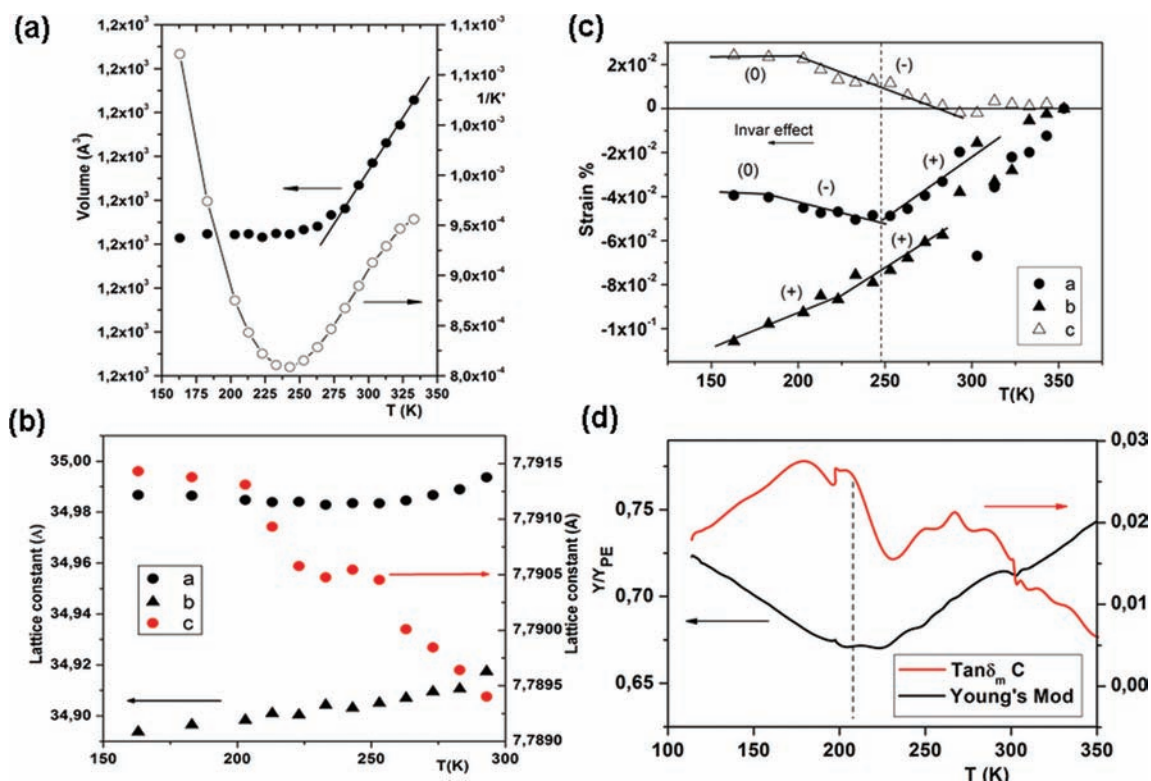 (a)
1,2x10³
1,2x10³
1,2x10³
1,2x10³
1,2x10³
1,2x10³
1,2x10³
1,2x10³
1,2x10³
Volume (A³)
1,1x10⁻³
1,1x10⁻³
1/K'
1,0x10⁻³
1,0x10⁻³
9,5x10⁻⁴
9,0x10⁻⁴
8,5x10⁻⁴
8,0x10⁻⁴
150 175 200 225 250 275 300 325 350
T (K)
(c)
2x10⁻²
0
-2x10⁻²
-4x10⁻²
-6x10⁻²
-8x10⁻²
-1x10⁻¹
Strain %
(0)
(-)
Invar effect
(0)
(-)
(+)
(+)
(+)
a
b
c
150 200 250 300 350
T(K)
(b)
35,00
34,98
34,96
34,94
34,92
34,90
Lattice constant (Λ)
a
b
c
7,7915
7,7910
7,7905
7,7900
7,7895
7,7890
Lattice constant (A)
150 200 250 300
T(K)
(d)
0,75
0,70
0,65
Y/Y_PE
0,03
0,02
0,01
0,00
Tanδ_m C
Young's Mod
100 150 200 250 300 350
T (K)